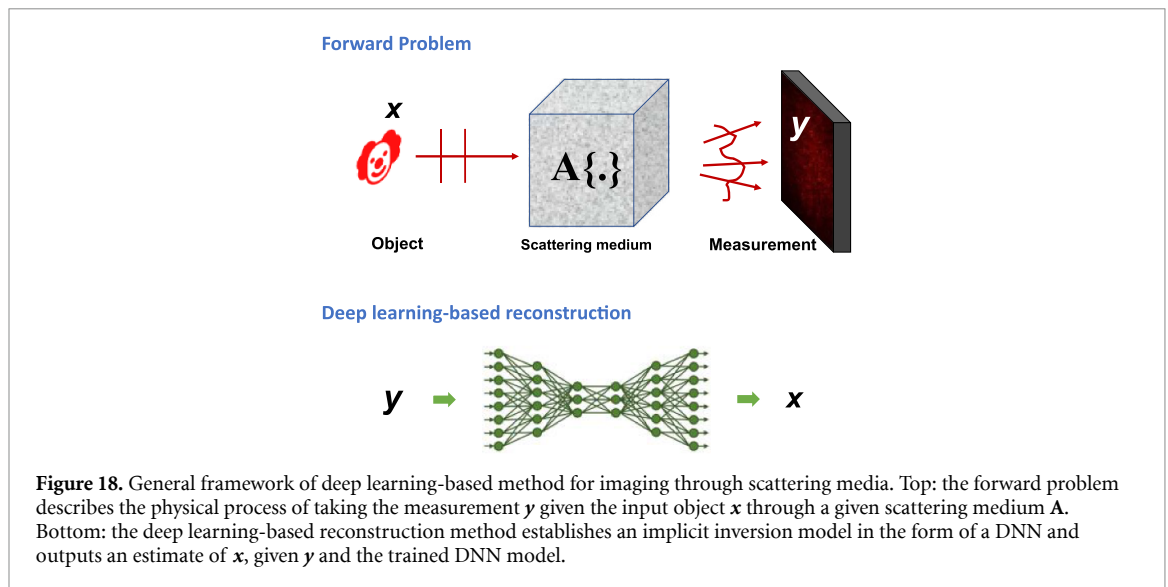 Forward Problem
x
y
A{.}
Object
Scattering medium
Measurement
Deep learning-based reconstruction
y
x
Figure 18. General framework of deep learning-based method for imaging through scattering media. Top: the forward problem
describes the physical process of taking the measurement y given the input object x through a given scattering medium A.
Bottom: the deep learning-based reconstruction method establishes an implicit inversion model in the form of a DNN and
outputs an estimate of x, given y and the trained DNN model.